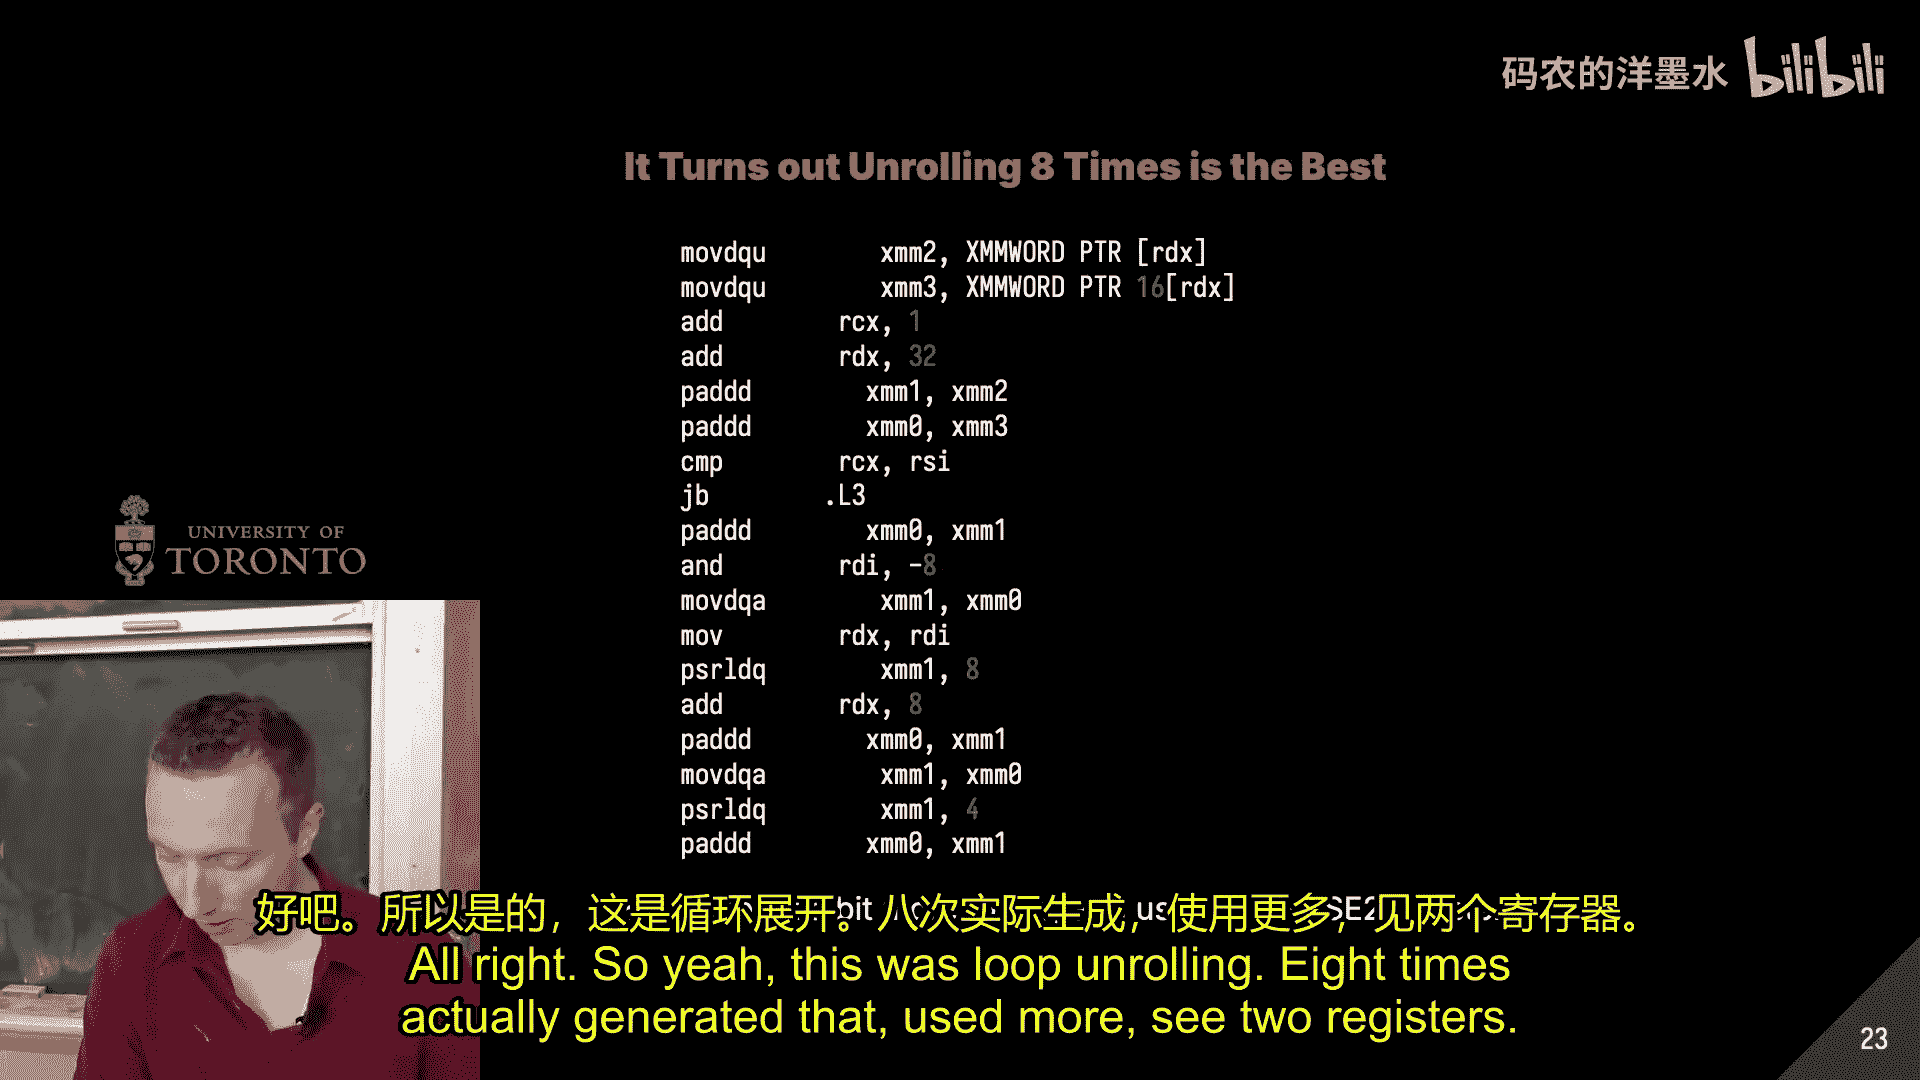 码农的洋墨水 bilibili
It Turns out Unrolling 8 Times is the Best
movdqu xmm2, XMMWORD PTR [rdx]
movdqu xmm3, XMMWORD PTR 16[rdx]
add rcx, 1
add rdx, 32
paddd xmm1, xmm2
paddd xmm0, xmm3
cmp rcx, rsi
jb .L3
paddd xmm0, xmm1
and rdi, -8
movdqa xmm1, xmm0
mov rdx, rdi
psrldq xmm1, 8
add rdx, 8
paddd xmm0, xmm1
movdqa xmm1, xmm0
psrldq xmm1, 4
paddd xmm0, xmm1
UNIVERSITY OF
TORONTO
好吧。所以是的，这是循环展开。八次实际生成，使用更多，见两个寄存器。
All right. So yeah, this was loop unrolling. Eight times
actually generated that, used more, see two registers.
23